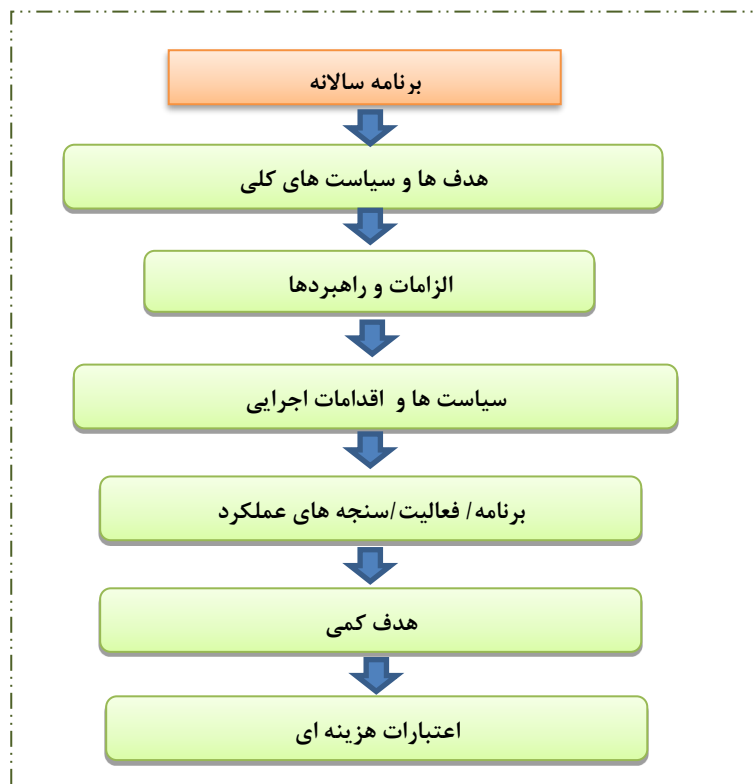 برنامه سالانه
هدف ها و سیاست های کلی
الزامات و راهبردها
سیاست ها و اقدامات اجرایی
برنامه/ فعالیت/سنجه های عملکرد
هدف کمی
اعتبارات هزینه ای